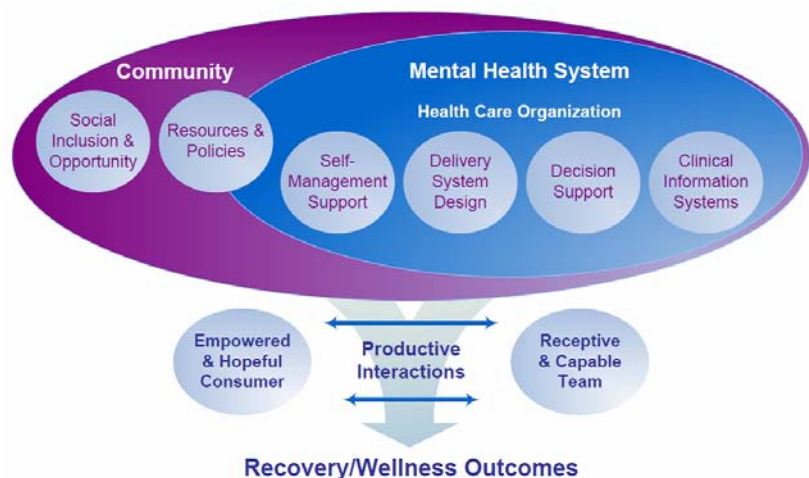 Community
Mental Health System
Health Care Organization
Social
Inclusion &
Opportunity
Resources &
Policies
Self-
Management
Support
Delivery
System
Design
Decision
Support
Clinical
Information
Systems
Empowered
& Hopeful
Consumer
Productive
Interactions
Receptive
& Capable
Team
Recovery/Wellness Outcomes